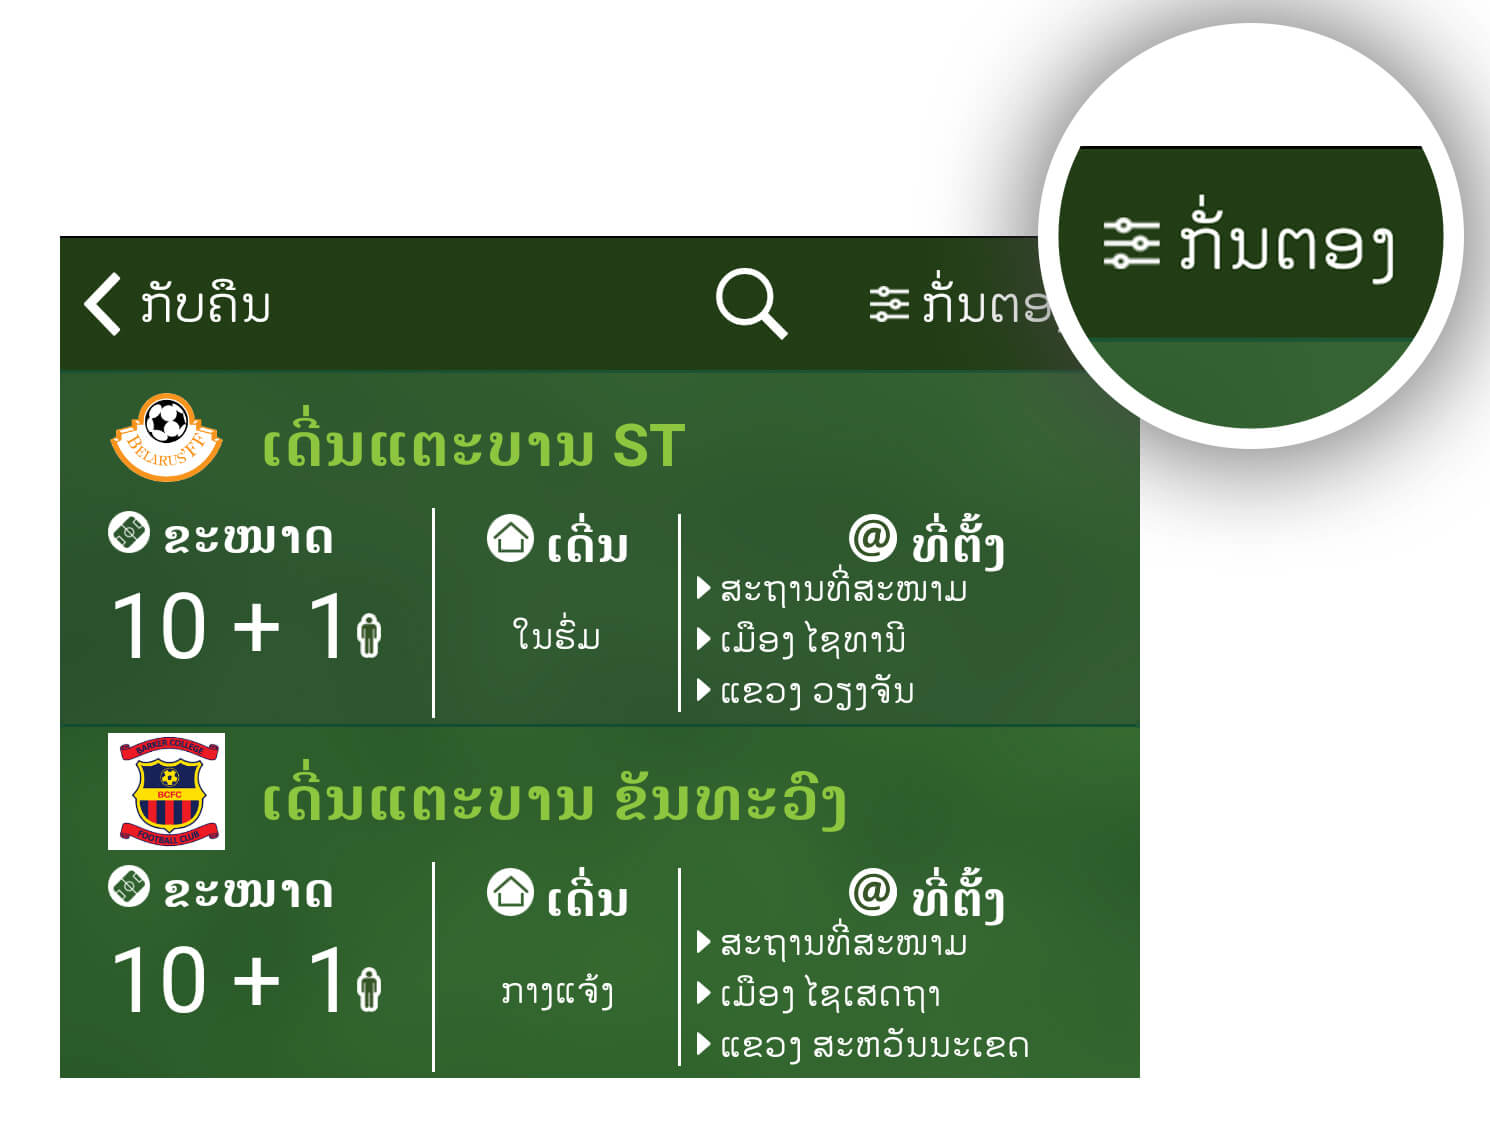 ກັບຄືນ
ກັ່ນຕອງ
ກັ່ນຕອງ
BELARUS' FF
ເດີ່ນແຕະບານ ST
ຂະໜາດ
10 + 1
ເດີ່ນ
ໃນຮົ່ມ
@ ທີ່ຕັ້ງ
ສະຖານທີ່ສະໜາມ
ເມືອງ ໄຊທານີ
ແຂວງ ວຽງຈັນ
BARKER COLLEGE
BCFC
FOOTBALL CLUB
ເດີ່ນແຕະບານ ຂັນທະວົງ
ຂະໜາດ
10 + 1
ເດີ່ນ
ກາງແຈ້ງ
@ ທີ່ຕັ້ງ
ສະຖານທີ່ສະໜາມ
ເມືອງ ໄຊເສດຖາ
ແຂວງ ສະຫວັນນະເຂດ